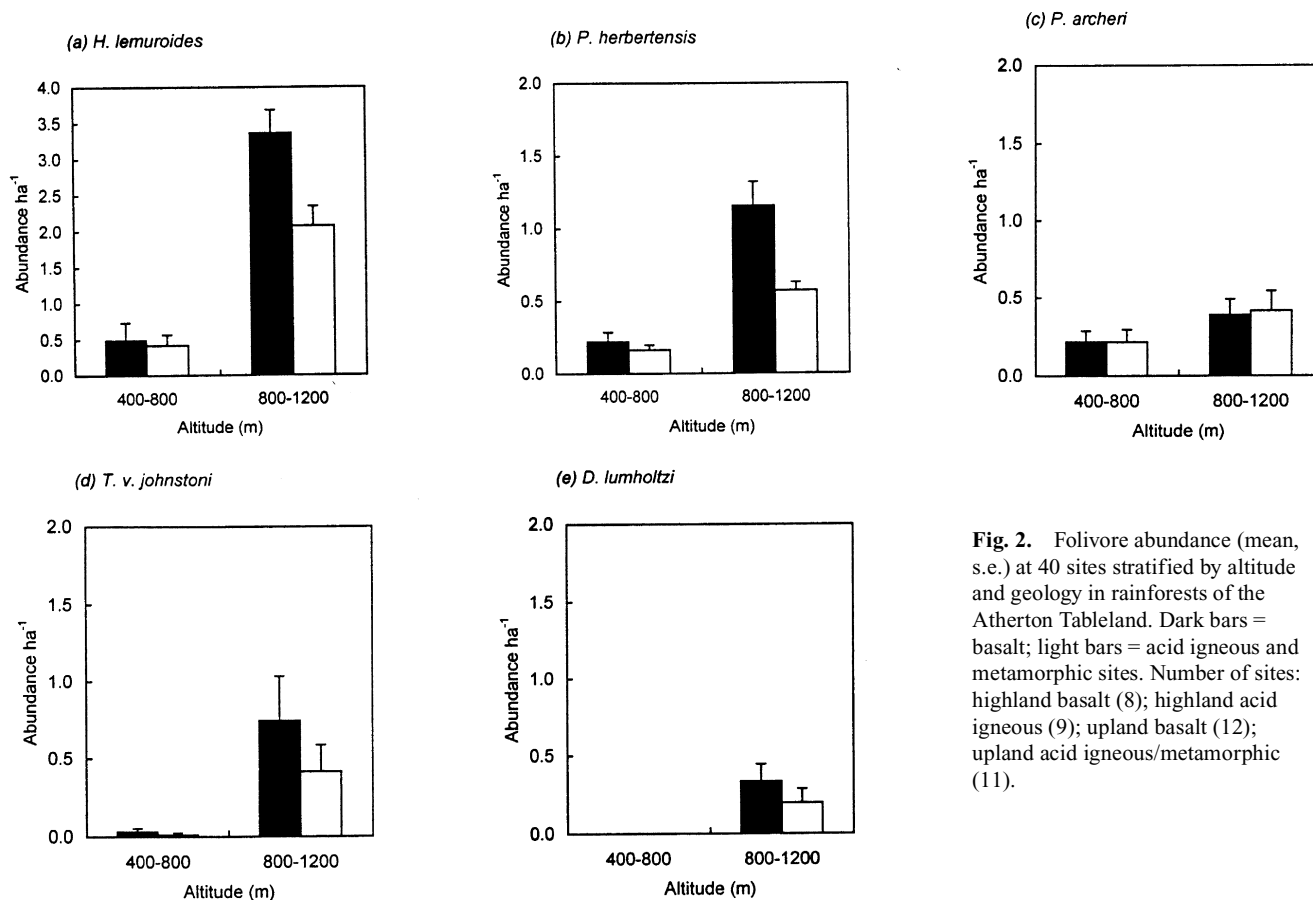 (a) H. lemuroides
Abundance ha⁻¹
4.0
3.5
3.0
2.5
2.0
1.5
1.0
0.5
0.0
400-800 800-1200
Altitude (m)
(b) P. herbertensis
Abundance ha⁻¹
2.0
1.5
1.0
0.5
0.0
400-800 800-1200
Altitude (m)
(c) P. archeri
Abundance ha⁻¹
2.0
1.5
1.0
0.5
0.0
400-800 800-1200
Altitude (m)
(d) T. v. johnstoni
Abundance ha⁻¹
2.0
1.5
1.0
0.5
0.0
400-800 800-1200
Altitude (m)
(e) D. lumholtzi
Abundance ha⁻¹
2.0
1.5
1.0
0.5
0.0
400-800 800-1200
Altitude (m)
Fig. 2. Folivore abundance (mean,
s.e.) at 40 sites stratified by altitude
and geology in rainforests of the
Atherton Tableland. Dark bars =
basalt; light bars = acid igneous and
metamorphic sites. Number of sites:
highland basalt (8); highland acid
igneous (9); upland basalt (12);
upland acid igneous/metamorphic
(11).